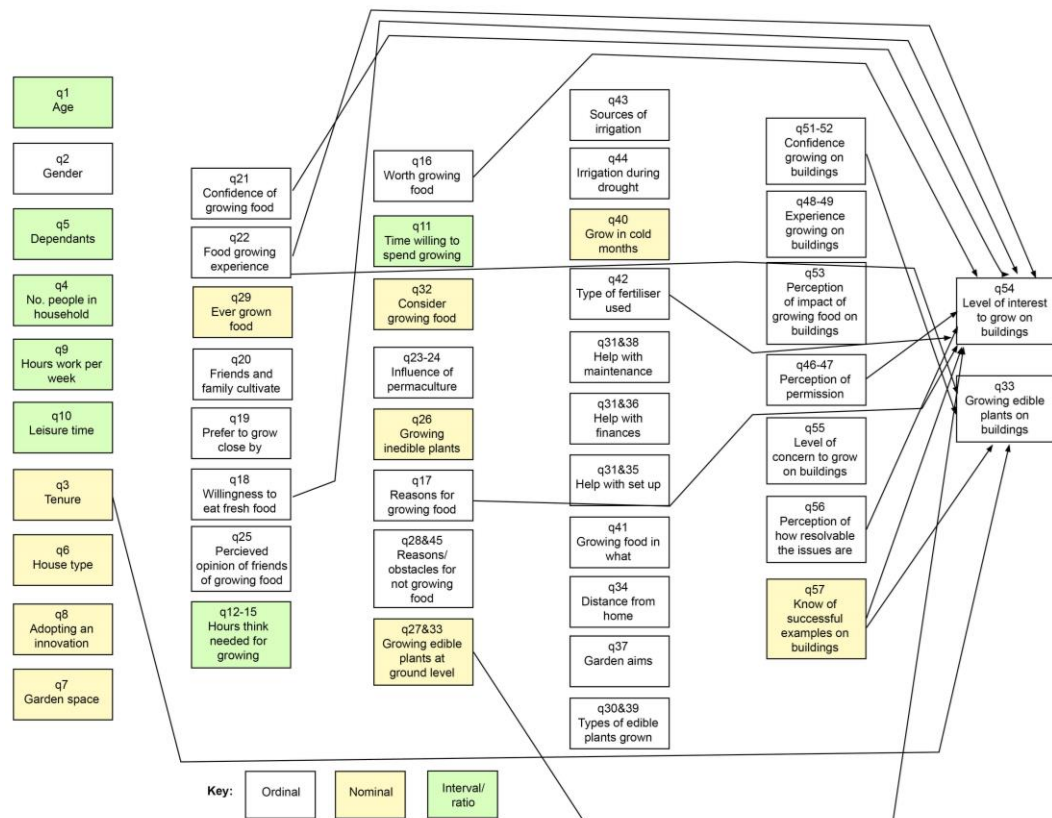 q1
Age
q2
Gender
q5
Dependants
q4
No. people in
household
q9
Hours work per
week
q10
Leisure time
q3
Tenure
q6
House type
q8
Adopting an
innovation
q7
Garden space
q21
Confidence of
growing food
q22
Food growing
experience
q29
Ever grown
food
q20
Friends and
family cultivate
q19
Prefer to grow
close by
q18
Willingness to
eat fresh food
q25
Percieved
opinion of friends
of growing food
q12-15
Hours think
needed for
growing
q16
Worth growing
food
q11
Time willing to
spend growing
q32
Consider
growing food
q23-24
Influence of
permaculture
q26
Growing
inedible plants
q17
Reasons for
growing food
q28&45
Reasons/
obstacles for
not growing
food
q27&33
Growing edible
plants at
ground level
q43
Sources of
irrigation
q44
Irrigation during
drought
q40
Grow in cold
months
q42
Type of fertiliser
used
q31&38
Help with
maintenance
q31&36
Help with
finances
q31&35
Help with set up
q41
Growing food in
what
q34
Distance from
home
q37
Garden aims
q30&39
Types of edible
plants grown
q51-52
Confidence
growing on
buildings
q48-49
Experience
growing on
buildings
q53
Perception
of impact of
growing food on
buildings
q46-47
Perception of
permission
q55
Level of
concern to grow
on buildings
q56
Perception of
how resolvable
the issues are
q57
Know of
successful
examples on
buildings
q54
Level of interest
to grow on
buildings
q33
Growing edible
plants on
buildings
Key:
Ordinal
Nominal
Interval/
ratio